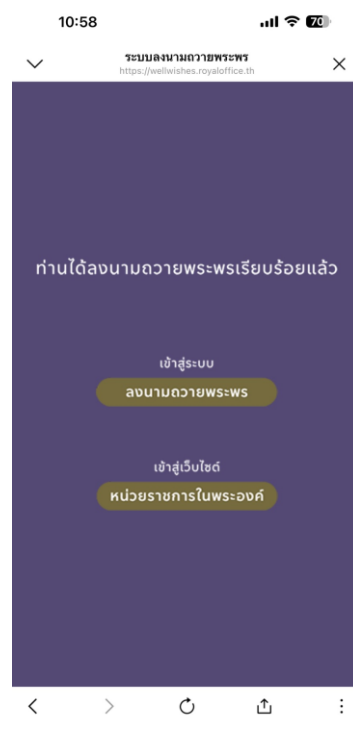 10:58
70
ระบบลงนามถวายพระพร
https://wellwishes.royaloffice.th
ท่านได้ลงนามถวายพระพรเรียบร้อยแล้ว
เข้าสู่ระบบ
ลงนามถวายพระพร
เข้าสู่เว็บไซต์
หน่วยราชการในพระองค์